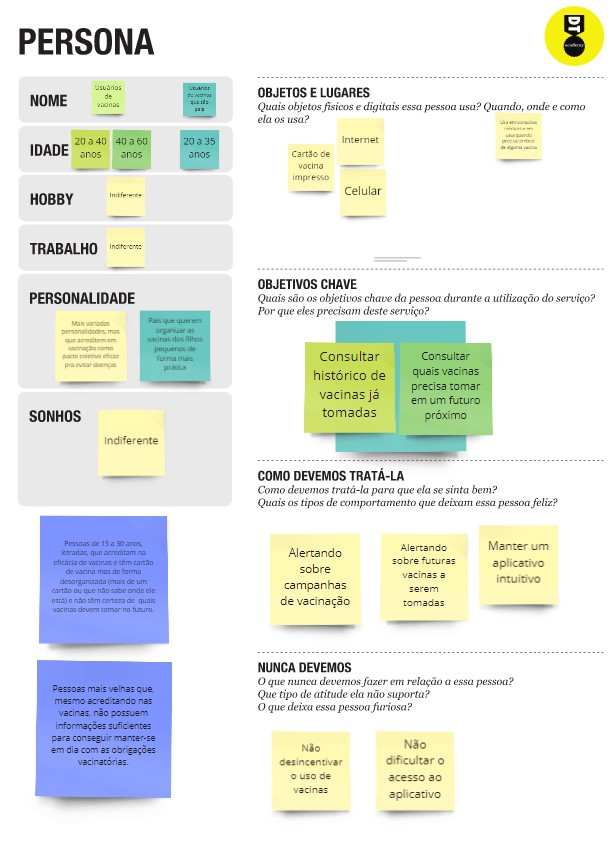 PERSONA
DT
academy
NOME
Usuários
de
vacinas
Usuários
de vacinas
que são
pais
IDADE
20 a 40
anos
40 a 60
anos
20 a 35
anos
HOBBY
Indiferente
TRABALHO
Indiferente
PERSONALIDADE
Mais variadas
personalidades, mas
que acreditem em
vacinação como
pacto coletivo eficaz
pra evitar doenças
Pais que querem
organizar as
vacinas dos filhos
pequenos de
forma mais
prática
SONHOS
Indiferente
Pessoas de 15 a 30 anos,
letradas, que acreditam na
eficácia de vacinas e têm cartão
de vacina mas de forma
desorganizada (mais de um
cartão ou que não sabe onde ele
está) e não têm certeza de quais
vacinas devem tomar no futuro.
Pessoas mais velhas que,
mesmo acreditando nas
vacinas, não possuem
informações suficientes
para conseguir manter-se
em dia com as obrigações
vacinatórias.
OBJETOS E LUGARES
Quais objetos físicos e digitais essa pessoa usa? Quando, onde e como
ela os usa?
Cartão de
vacina
impresso
Internet
Celular
Usa em consultas
médicas e em
casa quando
precisa lembrar
de alguma vacina
OBJETIVOS CHAVE
Quais são os objetivos chave da pessoa durante a utilização do serviço?
Por que eles precisam deste serviço?
Consultar
histórico de
vacinas já
tomadas
Consultar
quais vacinas
precisa tomar
em um futuro
próximo
COMO DEVEMOS TRATÁ-LA
Como devemos tratá-la para que ela se sinta bem?
Quais os tipos de comportamento que deixam essa pessoa feliz?
Alertando
sobre
campanhas
de vacinação
Alertando
sobre futuras
vacinas a
serem
tomadas
Manter um
aplicativo
intuitivo
NUNCA DEVEMOS
O que nunca devemos fazer em relação a essa pessoa?
Que tipo de atitude ela não suporta?
O que deixa essa pessoa furiosa?
Não
desincentivar
o uso de
vacinas
Não
dificultar o
acesso ao
aplicativo